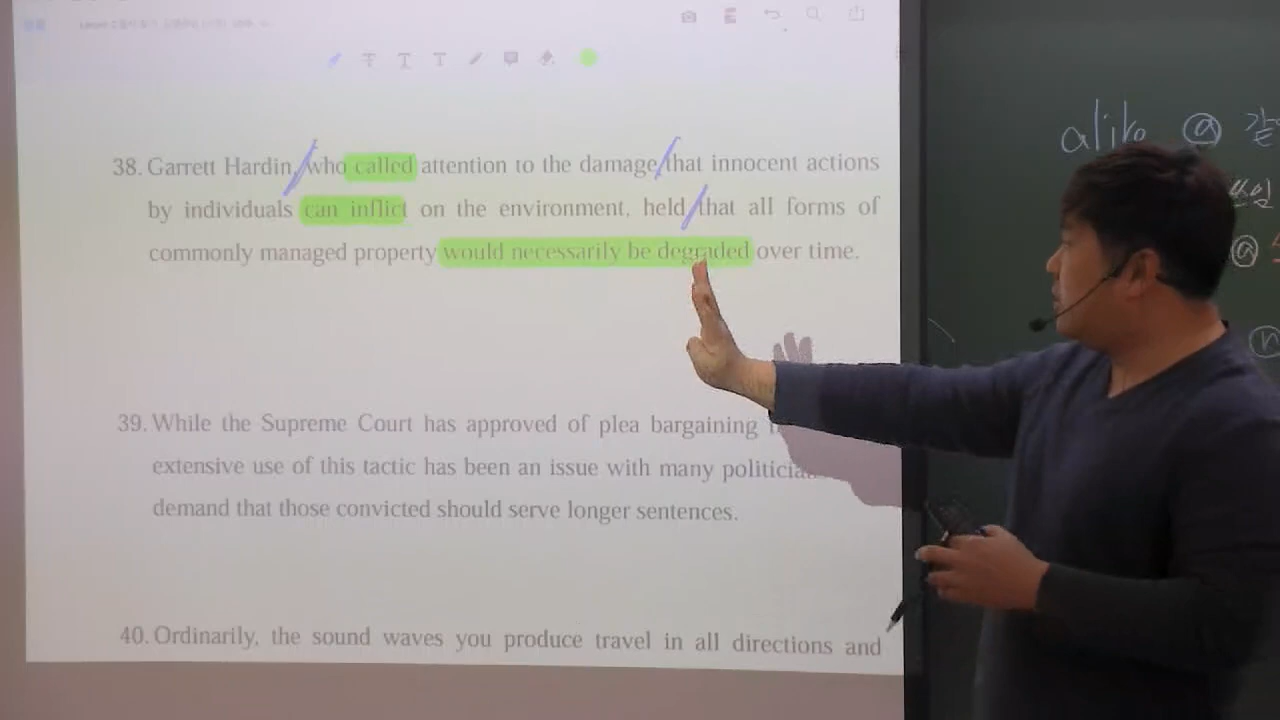 38. Garrett Hardin, who called attention to the damage that innocent actions
by individuals can inflict on the environment, held that all forms of
commonly managed property would necessarily be degraded over time.
39. While the Supreme Court has approved of plea bargaining
extensive use of this tactic has been an issue with many
demand that those convicted should serve longer sentences.
40. Ordinarily, the sound waves you produce travel in all directions and
alike ⓐ
쓰임
ⓐ
ⓝ